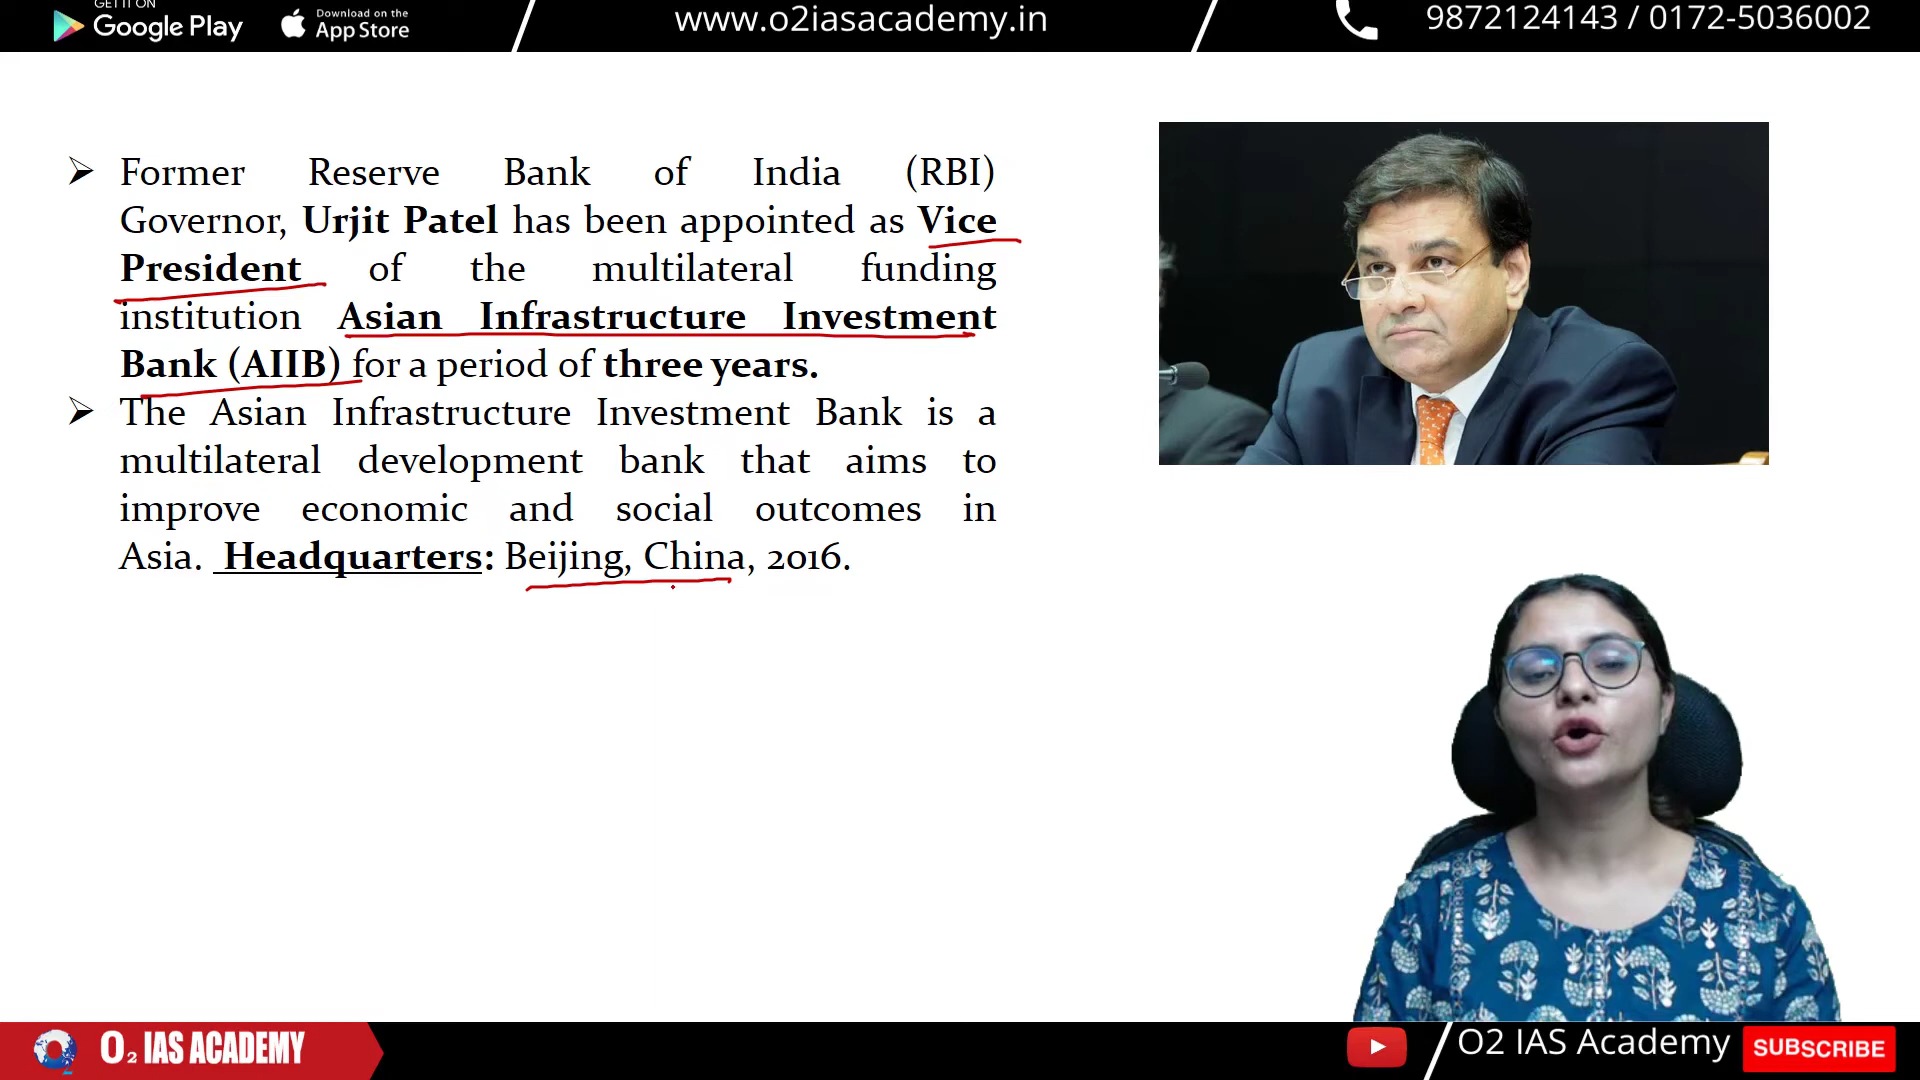 GET IT ON
Google Play
Download on the
App Store
www.o2iasacademy.in
9872124143 / 0172-5036002
➢ Former Reserve Bank of India (RBI)
Governor, Urjit Patel has been appointed as Vice
President of the multilateral funding
institution Asian Infrastructure Investment
Bank (AIIB) for a period of three years.
➢ The Asian Infrastructure Investment Bank is a
multilateral development bank that aims to
improve economic and social outcomes in
Asia. Headquarters: Beijing, China, 2016.
O2 IAS ACADEMY
O2 IAS Academy
SUBSCRIBE